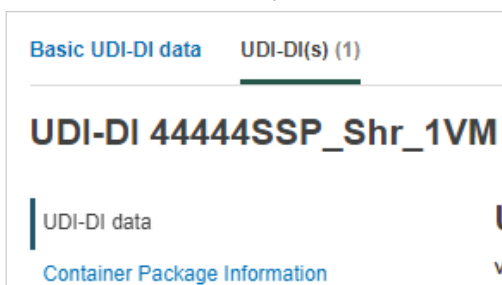 Basic UDI-DI data UDI-DI(s) (1)
UDI-DI 44444SSP_Shr_1VM
UDI-DI data
Container Package Information